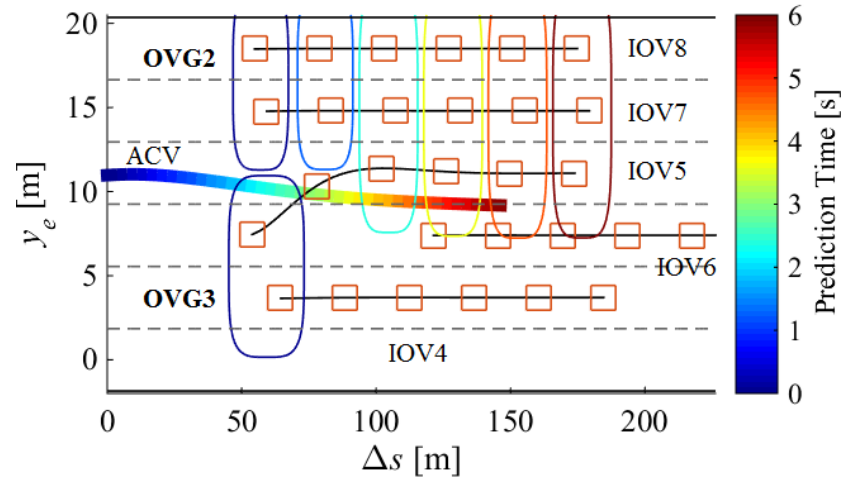 20
15
10
5
0
y_e [m]
OVG2
ACV
OVG3
IOV8
IOV7
IOV5
IOV6
IOV4
0
50
100
150
200
Δs [m]
6
5
4
3
2
1
0
Prediction Time [s]